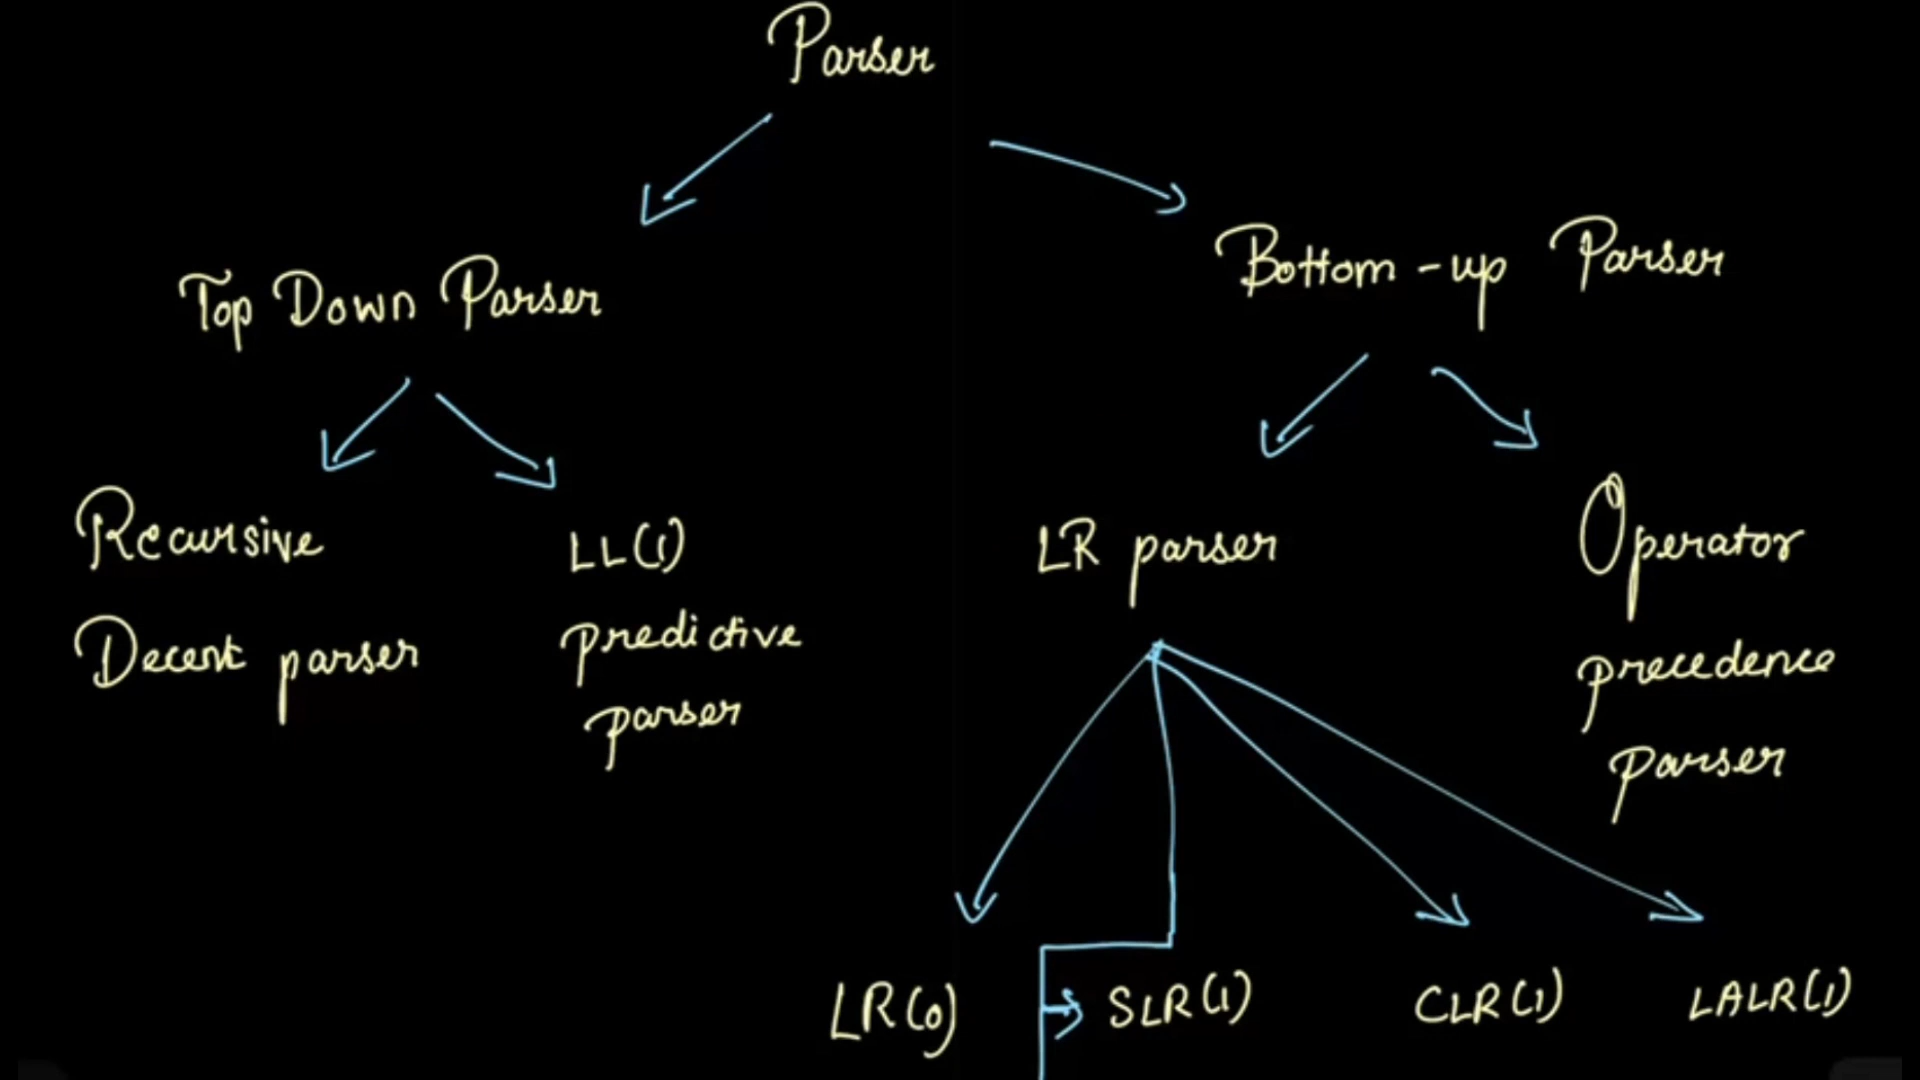 Parser
Top Down Parser
Bottom-up Parser
Recursive
Decent parser
LL(1)
predictive
parser
LR parser
Operator
precedence
parser
LR(0)
SLR(1)
CLR(1)
LALR(1)